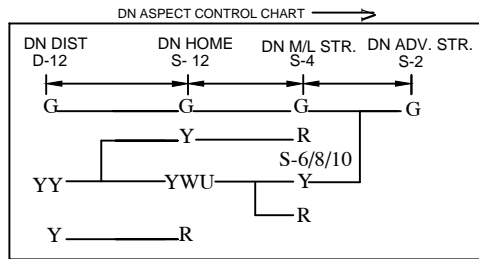 DN ASPECT CONTROL CHART
DN DIST DN HOME DN M/L STR. DN ADV. STR.
D-12 S- 12 S-4 S-2
G G G G
Y R
S-6/8/10
YY YWU Y
R
Y R